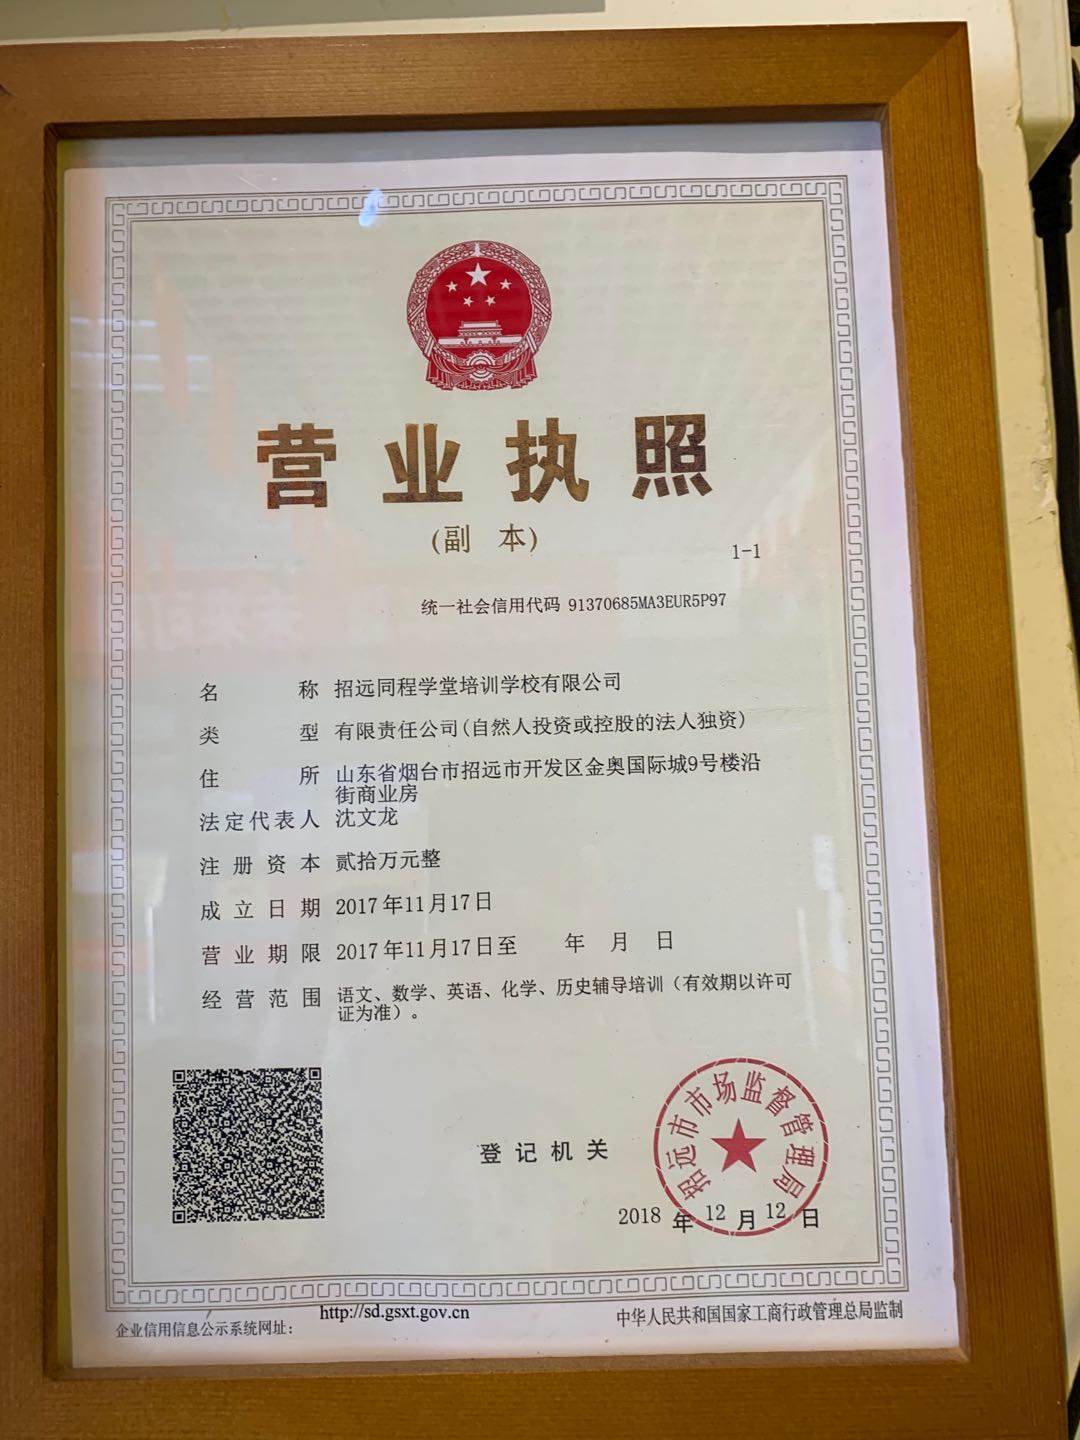 营业执照
(副 本)
1-1
统一社会信用代码 91370685MA3EUR5P97
名称 招远同程学堂培训学校有限公司
类型 有限责任公司(自然人投资或控股的法人独资)
住所 山东省烟台市招远市开发区金奥国际城9号楼沿
街商业房
法定代表人 沈文龙
注册资本 贰拾万元整
成立日期 2017年11月17日
营业期限 2017年11月17日至 年 月 日
经营范围 语文、数学、英语、化学、历史辅导培训（有效期以许可
证为准）。
招远市市场监督管理局
登记机关
2018 年 12 月 12 日
企业信用信息公示系统网址： http://sd.gsxt.gov.cn
中华人民共和国国家工商行政管理总局监制